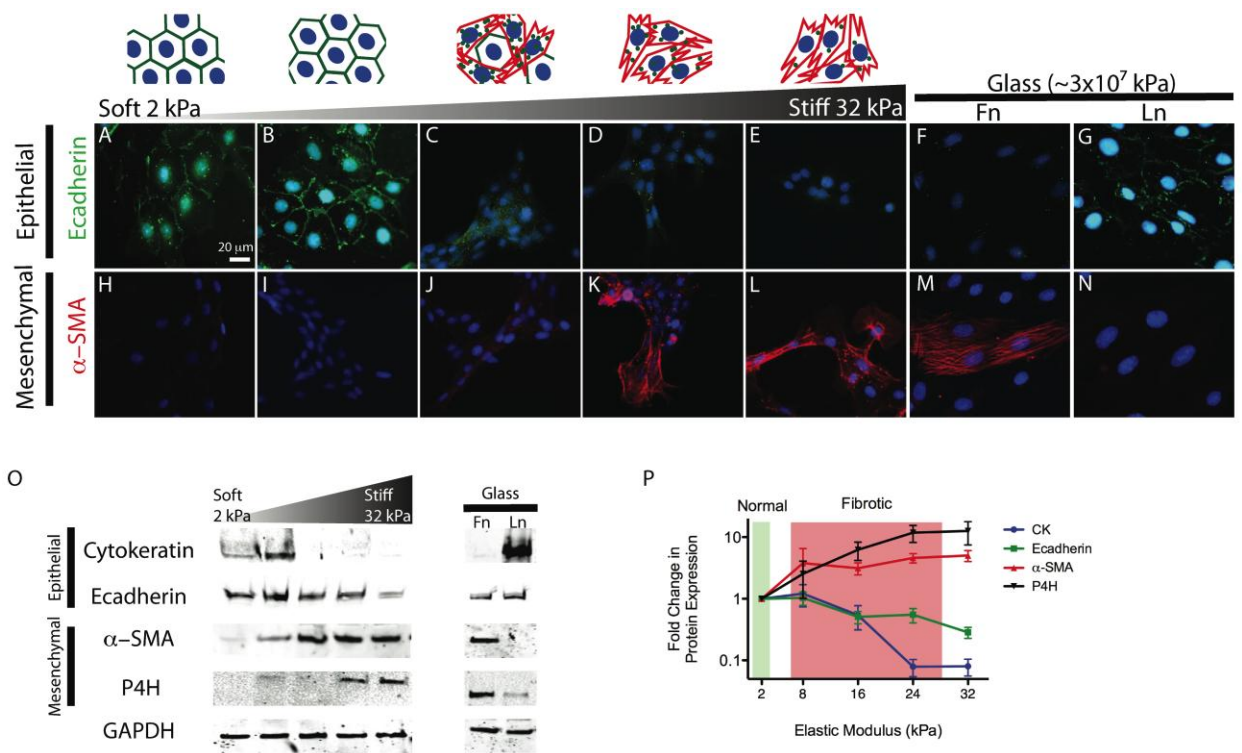 Soft 2 kPa
Stiff 32 kPa
Glass (~3x10⁷ kPa)
Fn
Ln
Epithelial
Ecadherin
A
B
C
D
E
F
G
20 µm
Mesenchymal
α-SMA
H
I
J
K
L
M
N
O
Soft
2 kPa
Stiff
32 kPa
Glass
Fn
Ln
Epithelial
Cytokeratin
Ecadherin
Mesenchymal
α-SMA
P4H
GAPDH
P
Normal
Fibrotic
Fold Change in
Protein Expression
10
1
0.1
2
8
16
24
32
Elastic Modulus (kPa)
CK
Ecadherin
α-SMA
P4H